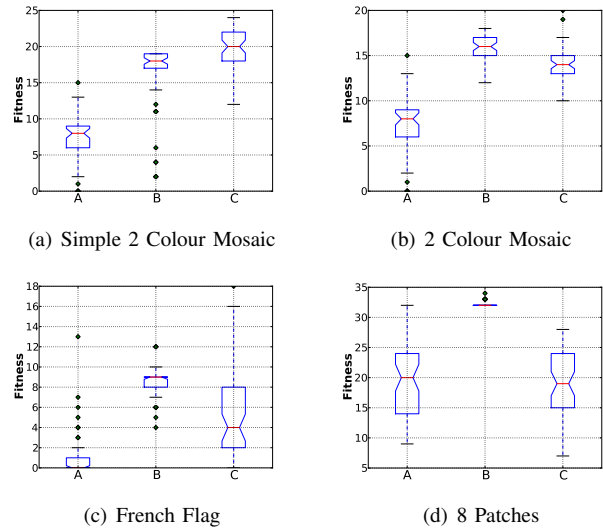 25
20
15
10
5
0
Fitness
A
B
C
(a) Simple 2 Colour Mosaic
20
15
10
5
0
Fitness
A
B
C
(b) 2 Colour Mosaic
18
16
14
12
10
8
6
4
2
0
Fitness
A
B
C
(c) French Flag
35
30
25
20
15
10
5
Fitness
A
B
C
(d) 8 Patches